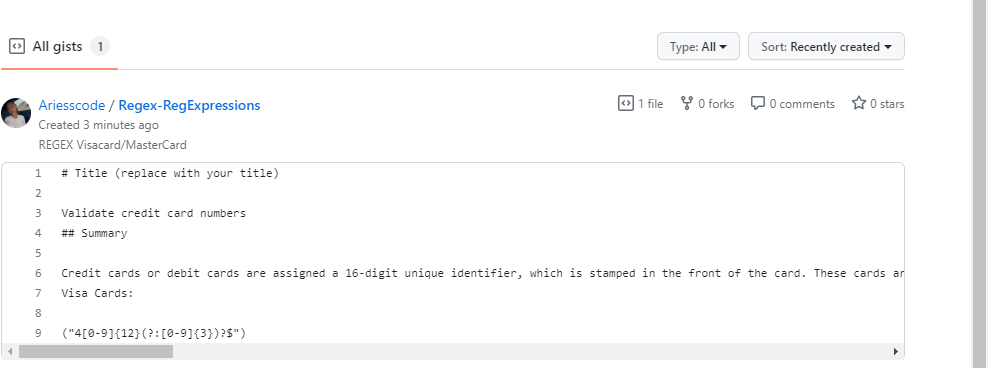 All gists 1
Type: All
Sort: Recently created
Ariesscode / Regex-RegExpressions
1 file
0 forks
0 comments
0 stars
Created 3 minutes ago
REGEX Visacard/MasterCard
1 # Title (replace with your title)
2
3 Validate credit card numbers
4 ## Summary
5
6 Credit cards or debit cards are assigned a 16-digit unique identifier, which is stamped in the front of the card. These cards ar
7 Visa Cards:
8
9 ("4[0-9]{12}(?:[0-9]{3})?$")